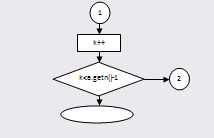 1
k++
k<a.getn()-1
2